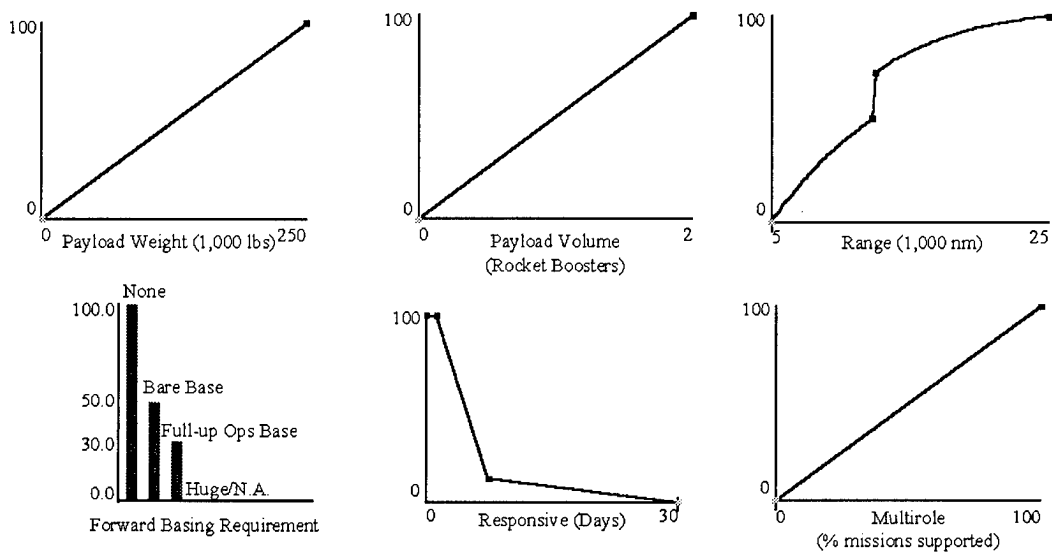 100
0
0
250
Payload Weight (1,000 lbs)
100
0
0
2
Payload Volume
(Rocket Boosters)
100
0
5
25
Range (1,000 nm)
None
100.0
Bare Base
50.0
Full-up Ops Base
30.0
Huge/N.A.
0.0
Forward Basing Requirement
100
0
0
30
Responsive (Days)
100
0
0
100
Multirole
(% missions supported)